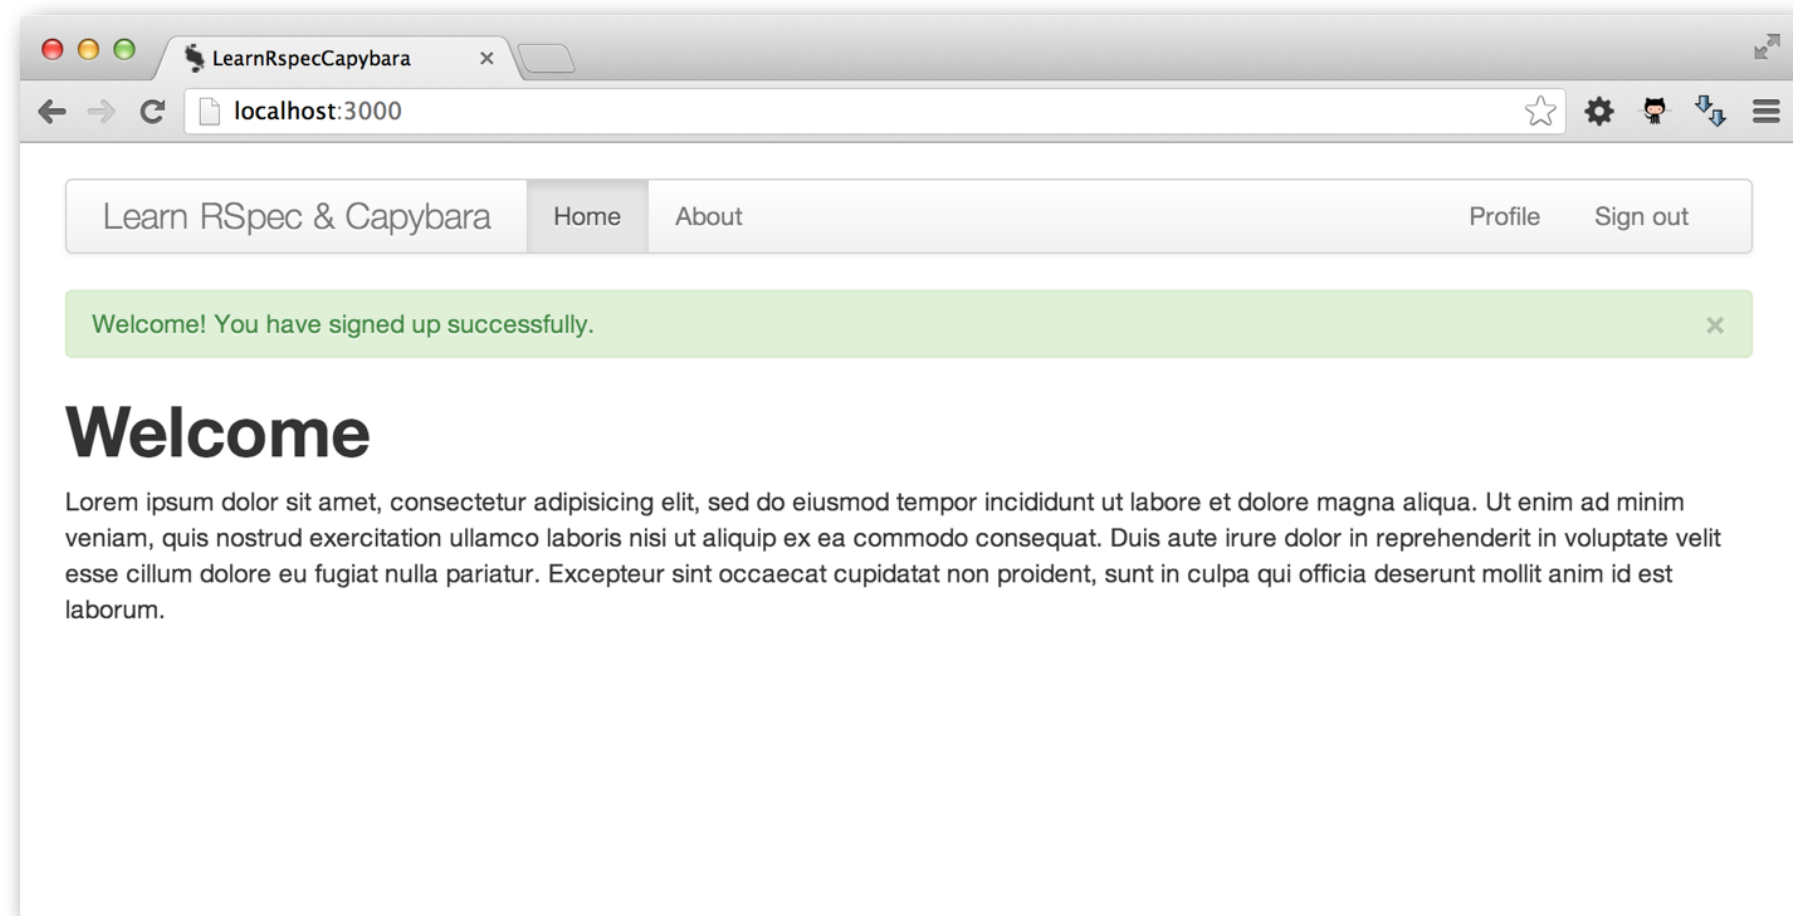 LearnRspecCapybara ×
localhost:3000
Learn RSpec & Capybara Home About Profile Sign out
Welcome! You have signed up successfully. ×
Welcome
Lorem ipsum dolor sit amet, consectetur adipisicing elit, sed do eiusmod tempor incididunt ut labore et dolore magna aliqua. Ut enim ad minim
veniam, quis nostrud exercitation ullamco laboris nisi ut aliquip ex ea commodo consequat. Duis aute irure dolor in reprehenderit in voluptate velit
esse cillum dolore eu fugiat nulla pariatur. Excepteur sint occaecat cupidatat non proident, sunt in culpa qui officia deserunt mollit anim id est
laborum.